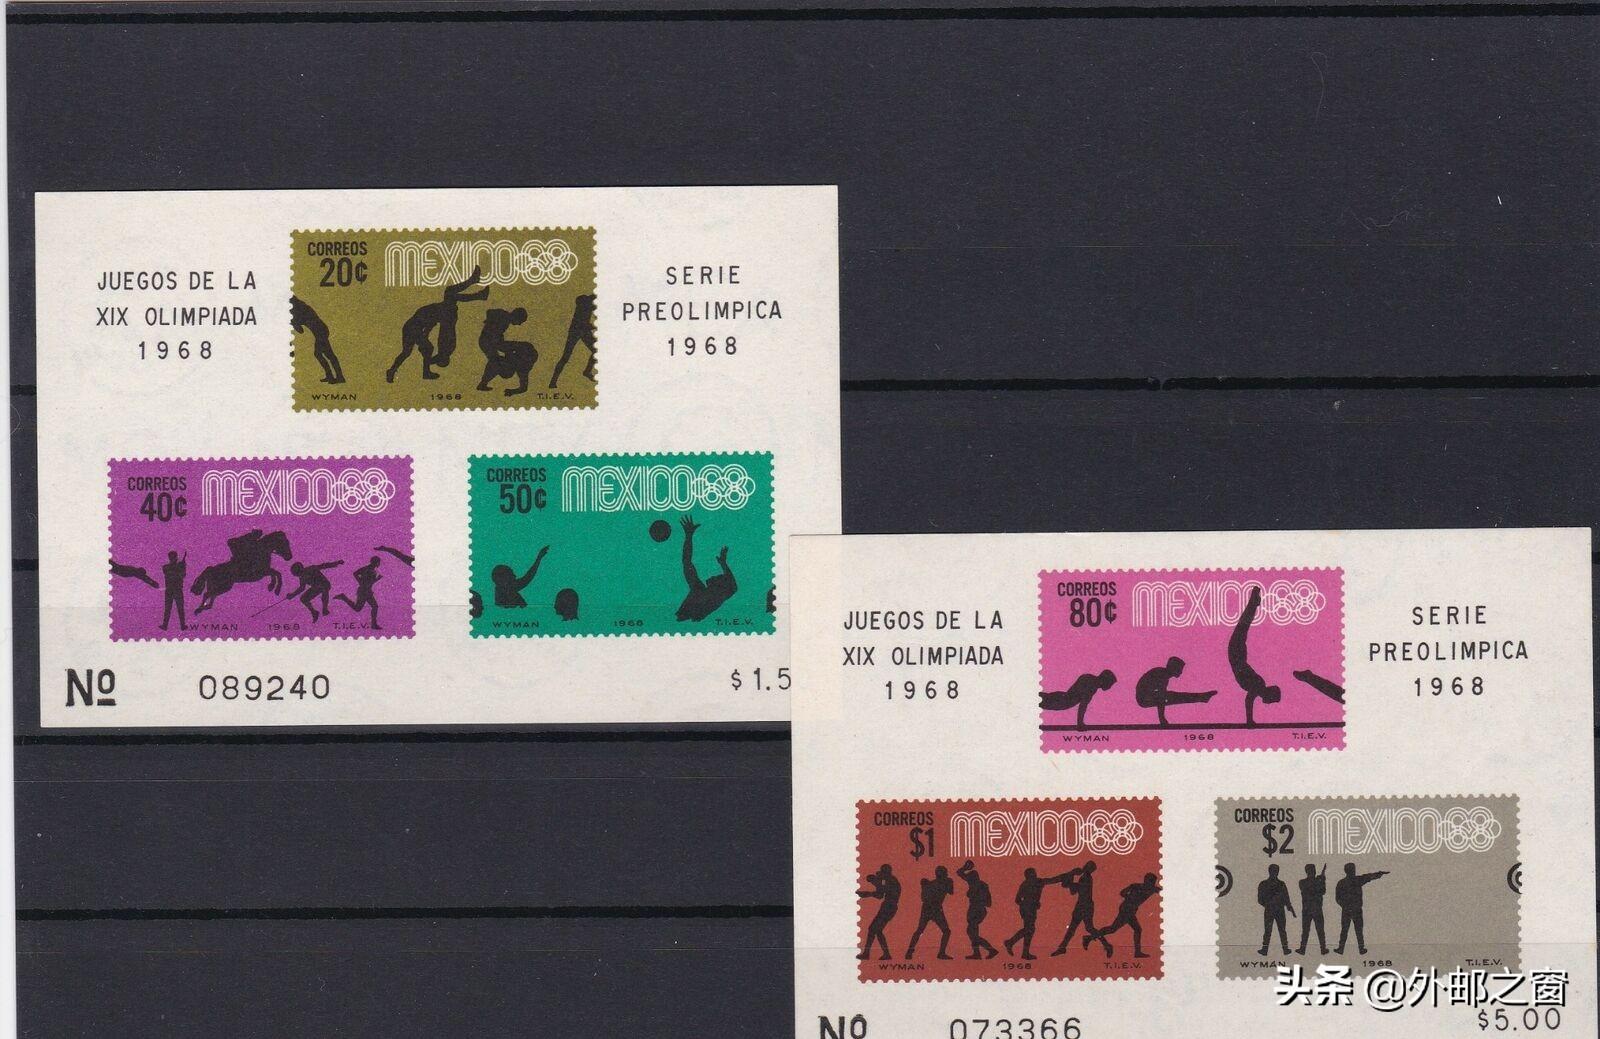 JUEGOS DE LA
XIX OLIMPIADA
1968
CORREOS
20¢
MEXICO68
WYMAN 1968 T.I.E.V.
SERIE
PREOLIMPICA
1968
CORREOS
40¢
MEXICO68
WYMAN 1968 T.I.E.V.
CORREOS
50¢
MEXICO68
WYMAN 1968 T.I.E.V.
Nº 089240
$1.5
JUEGOS DE LA
XIX OLIMPIADA
1968
CORREOS
80¢
MEXICO68
WYMAN 1968 T.I.E.V.
SERIE
PREOLIMPICA
1968
CORREOS
$1
MEXICO68
WYMAN 1968 T.I.E.V.
CORREOS
$2
MEXICO68
WYMAN 1968 T.I.E.V.
Nº 073366
$5.00
头条 @外邮之窗